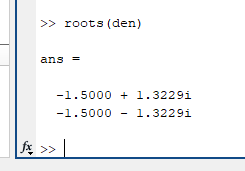 >> roots(den)
ans =
-1.5000 + 1.3229i
-1.5000 - 1.3229i
fx >>